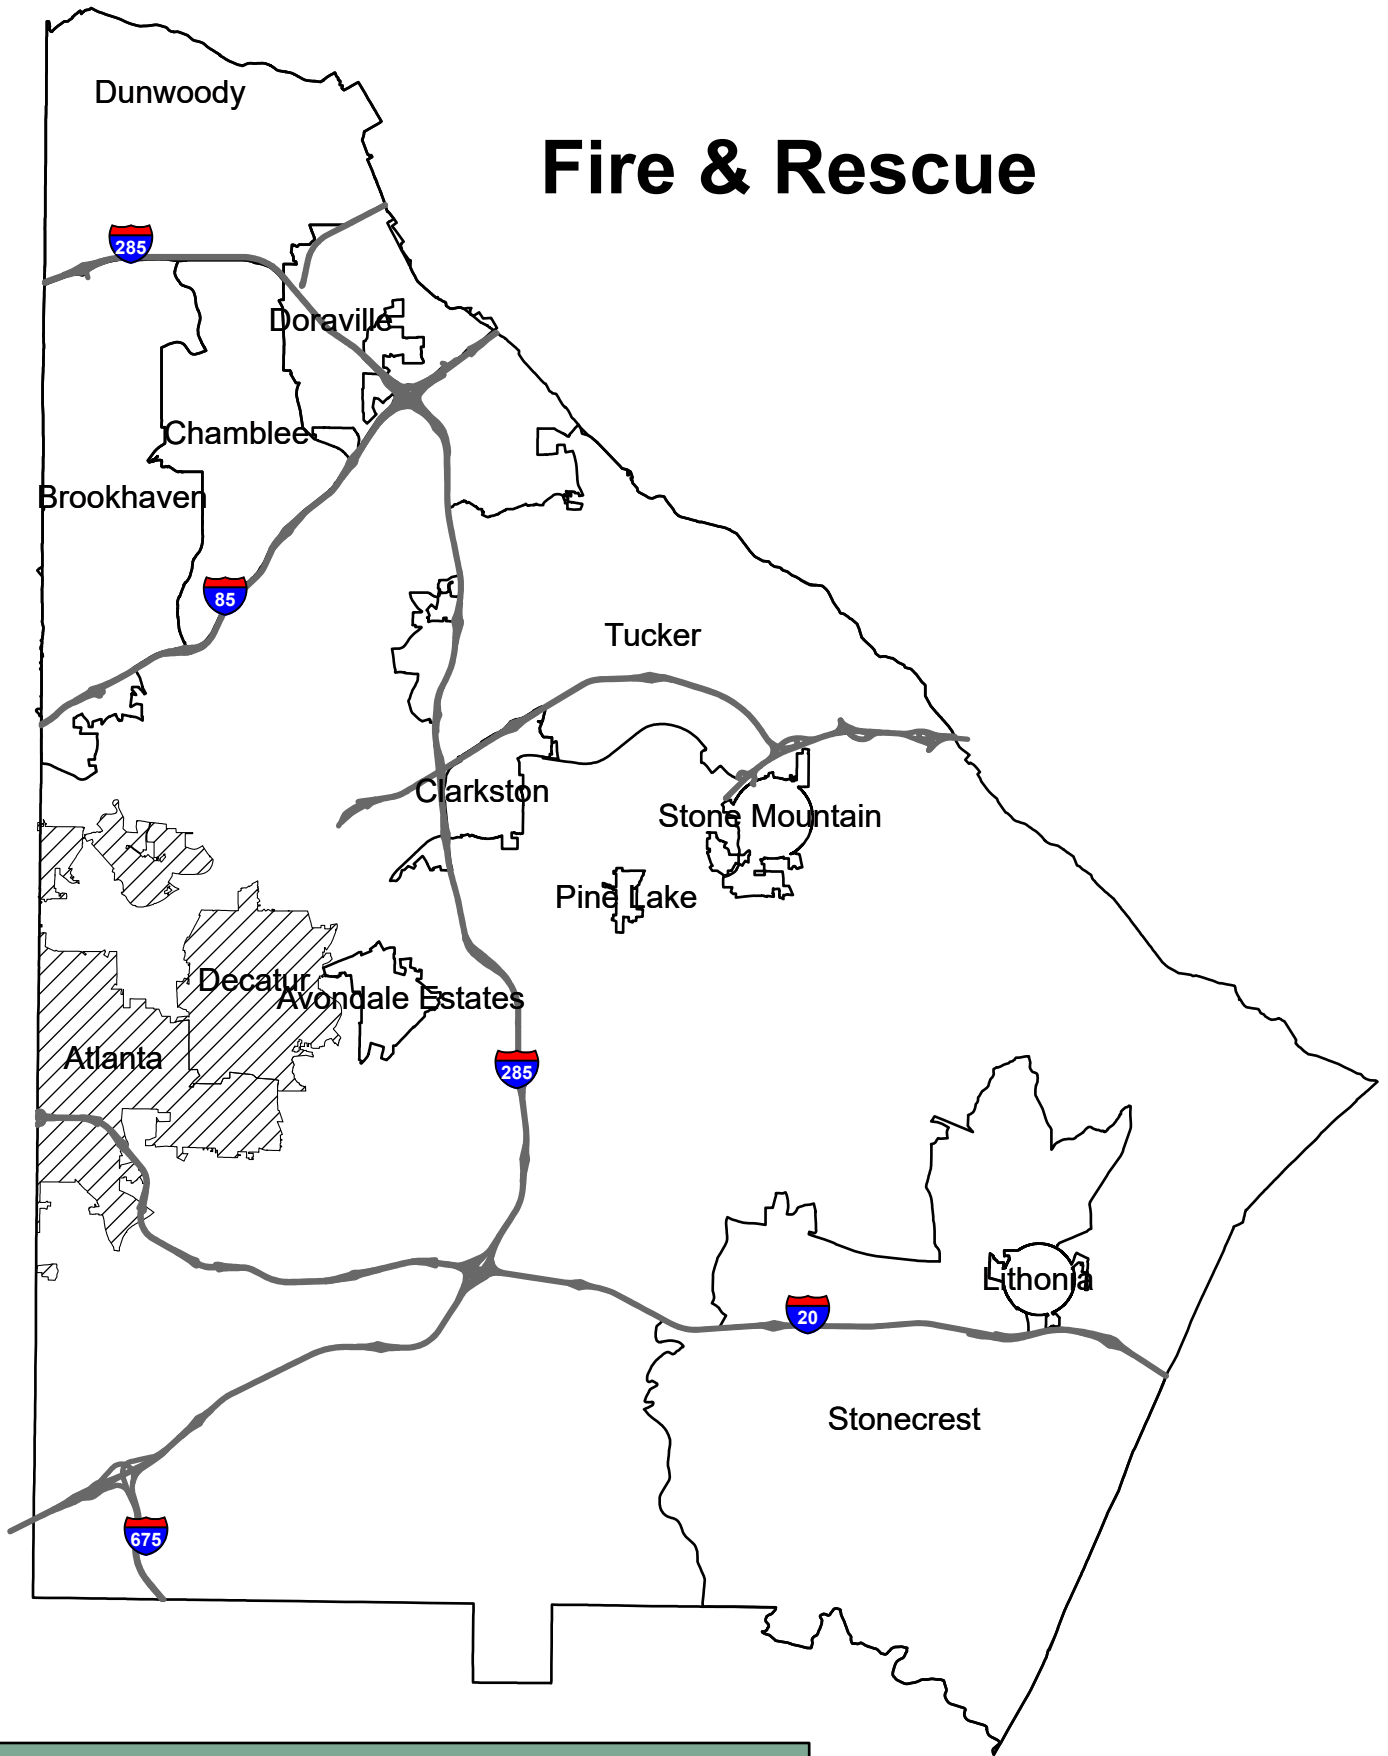 Dunwoody
Fire & Rescue
285
Doraville
Chamblee
Brookhaven
85
Tucker
Clarkston
Stone Mountain
Pine Lake
Decatur
Avondale Estates
Atlanta
285
Lithonia
20
Stonecrest
675